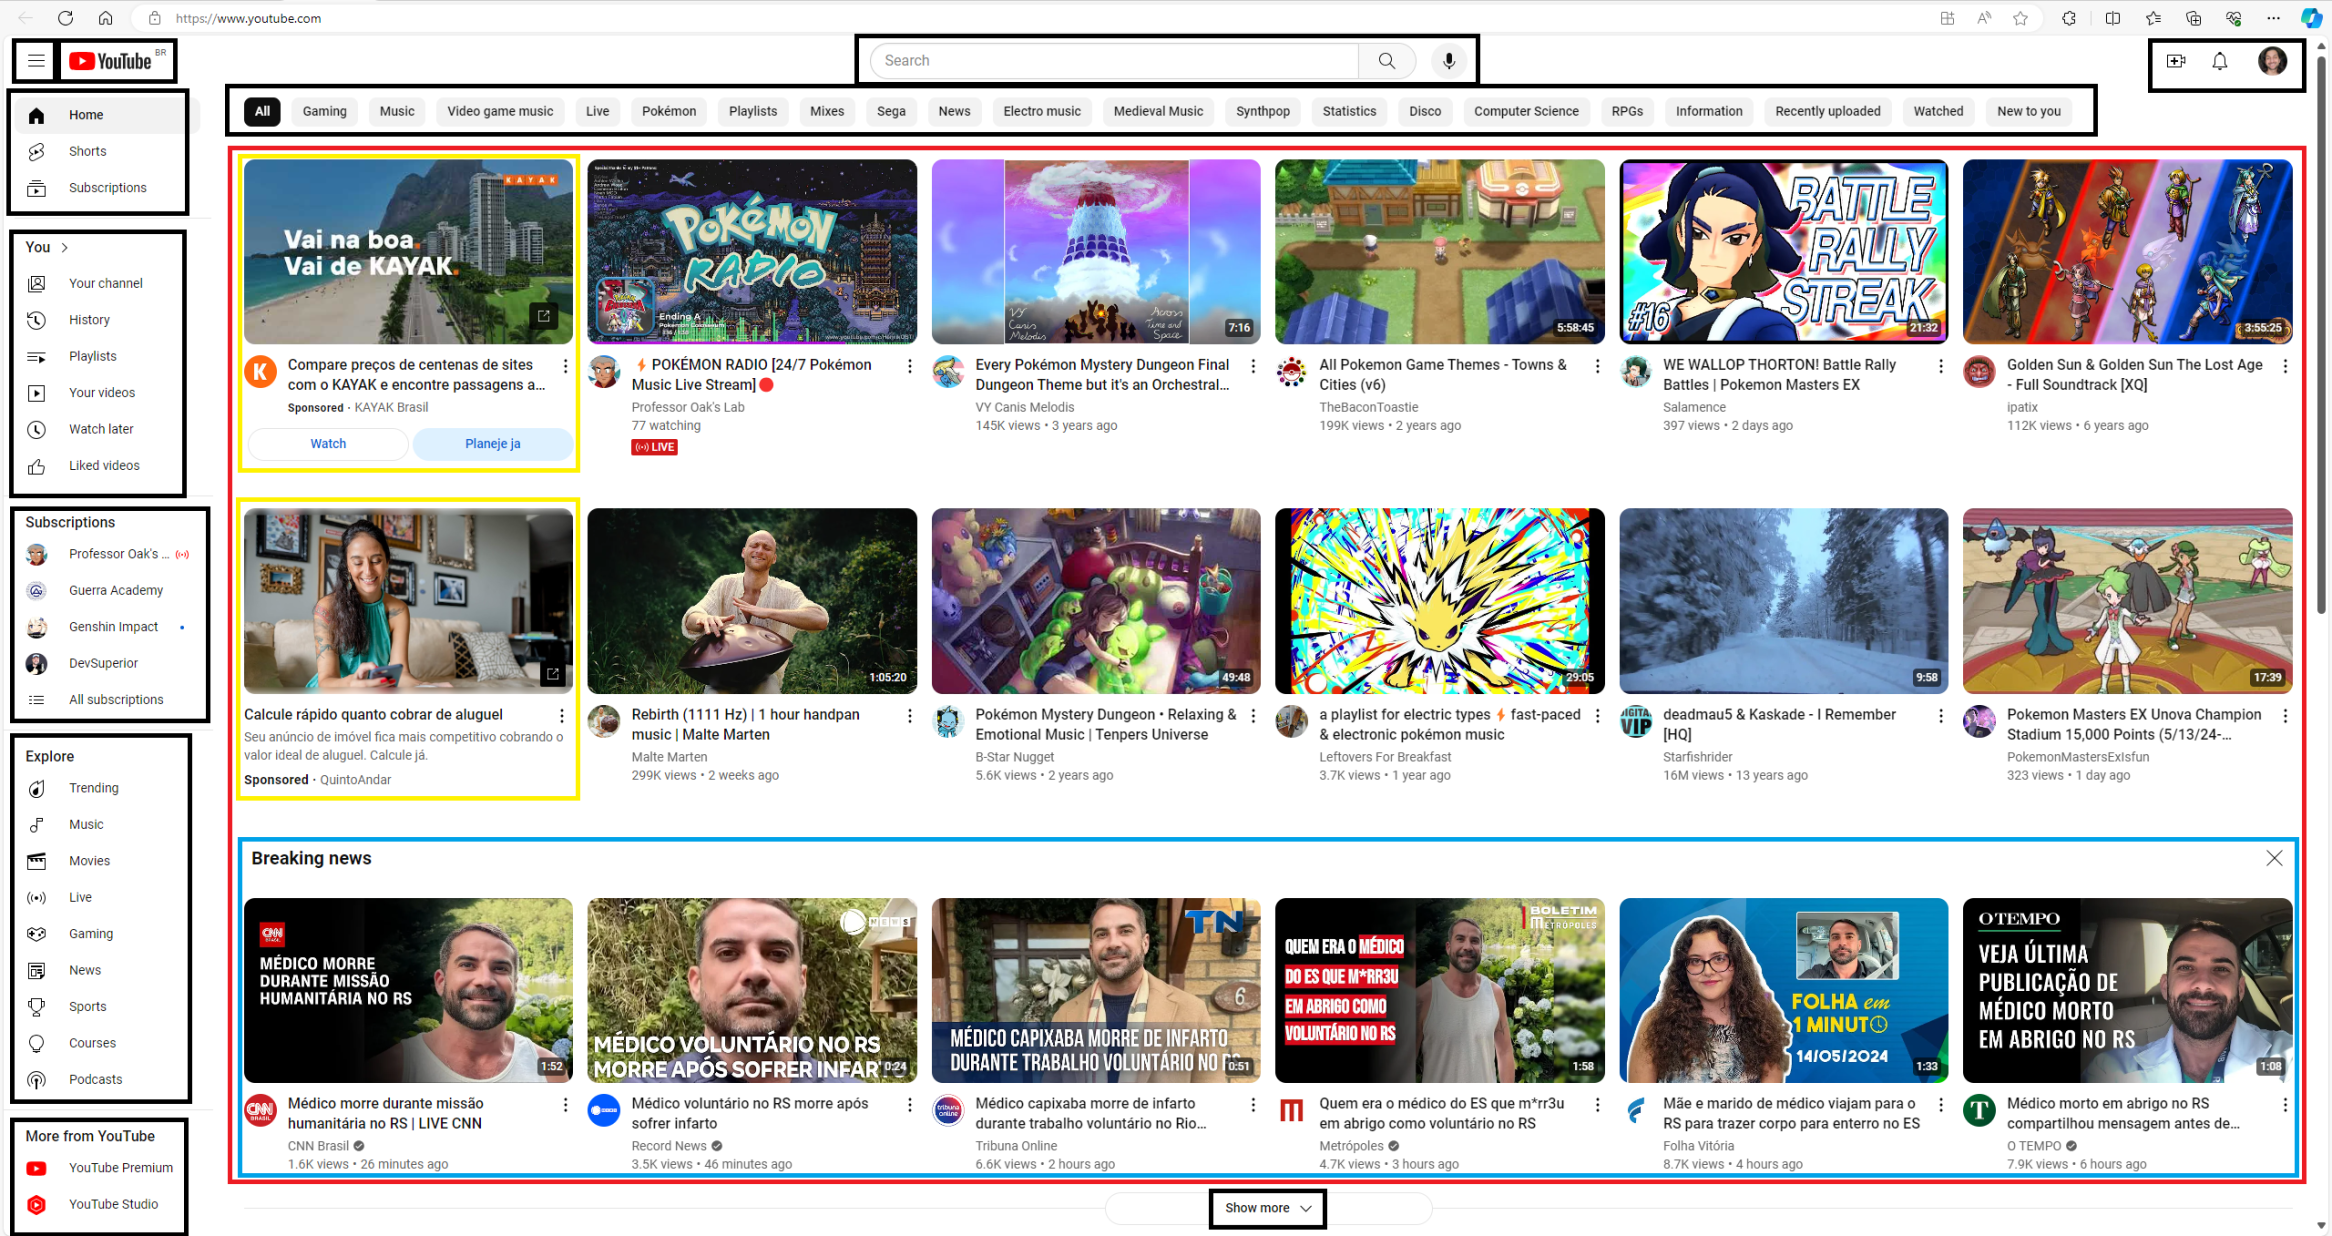 https://www.youtube.com
YouTube BR
Search
Home
Shorts
Subscriptions
You
Your channel
History
Playlists
Your videos
Watch later
Liked videos
Subscriptions
Professor Oak's ...
Guerra Academy
Genshin Impact
DevSuperior
All subscriptions
Explore
Trending
Music
Movies
Live
Gaming
News
Sports
Courses
Podcasts
More from YouTube
YouTube Premium
YouTube Studio
All Gaming Music Video game music Live Pokémon Playlists Mixes Sega News Electro music Medieval Music Synthpop Statistics Disco Computer Science RPGs Information Recently uploaded Watched New to you
KAYAK
Vai na boa.
Vai de KAYAK.
Compare preços de centenas de sites
com o KAYAK e encontre passagens a...
Sponsored · KAYAK Brasil
Watch
Planeje ja
POKÉMON
RADIO
Ending A
Pokémon Colosseum
⚡ POKÉMON RADIO [24/7 Pokémon
Music Live Stream]🔴
Professor Oak's Lab
77 watching
LIVE
VY
Canis
Melodis
Across
Time and
Space
7:16
Every Pokémon Mystery Dungeon Final
Dungeon Theme but it's an Orchestral...
VY Canis Melodis
145K views • 3 years ago
5:58:45
All Pokemon Game Themes - Towns &
Cities (v6)
TheBaconToastie
199K views • 2 years ago
BATTLE
RALLY
STREAK
#16
21:32
WE WALLOP THORTON! Battle Rally
Battles | Pokemon Masters EX
Salamence
397 views • 2 days ago
3:55:25
Golden Sun & Golden Sun The Lost Age
- Full Soundtrack [XQ]
ipatix
112K views • 6 years ago
Calcule rápido quanto cobrar de aluguel
Seu anúncio de imóvel fica mais competitivo cobrando o
valor ideal de aluguel. Calcule já.
Sponsored · QuintoAndar
1:05:20
Rebirth (1111 Hz) | 1 hour handpan
music | Malte Marten
Malte Marten
299K views • 2 weeks ago
49:48
Pokémon Mystery Dungeon • Relaxing &
Emotional Music | Tenpers Universe
B-Star Nugget
5.6K views • 2 years ago
29:05
a playlist for electric types ⚡ fast-paced
& electronic pokémon music
Leftovers For Breakfast
3.7K views • 1 year ago
9:58
DIGITAL
VIP
deadmau5 & Kaskade - I Remember
[HQ]
Starfishrider
16M views • 13 years ago
17:39
Pokemon Masters EX Unova Champion
Stadium 15,000 Points (5/13/24-...
PokemonMastersExIsfun
323 views • 1 day ago
Breaking news
CNN
BRASIL
MÉDICO MORRE
DURANTE MISSÃO
HUMANITÁRIA NO RS
1:52
CNN
BRASIL
Médico morre durante missão
humanitária no RS | LIVE CNN
CNN Brasil
1.6K views • 26 minutes ago
NEWS
MÉDICO VOLUNTÁRIO NO RS
MORRE APÓS SOFRER INFARTO
0:24
Médico voluntário no RS morre após
sofrer infarto
Record News
3.5K views • 46 minutes ago
TN
6
MÉDICO CAPIXABA MORRE DE INFARTO
DURANTE TRABALHO VOLUNTÁRIO NO RS
0:51
tribuna
online
Médico capixaba morre de infarto
durante trabalho voluntário no Rio...
Tribuna Online
6.6K views • 2 hours ago
BOLETIM
METRÓPOLES
QUEM ERA O MÉDICO
DO ES QUE M*RR3U
EM ABRIGO COMO
VOLUNTÁRIO NO RS
1:58
Quem era o médico do ES que m*rr3u
em abrigo como voluntário no RS
Metrópoles
4.7K views • 3 hours ago
FOLHA em
1 MINUTO
14/05/2024
1:33
Mãe e marido de médico viajam para o
RS para trazer corpo para enterro no ES
Folha Vitória
8.7K views • 4 hours ago
O TEMPO
VEJA ÚLTIMA
PUBLICAÇÃO DE
MÉDICO MORTO
EM ABRIGO NO RS
1:08
T
Médico morto em abrigo no RS
compartilhou mensagem antes de...
O TEMPO
7.9K views • 6 hours ago
Show more